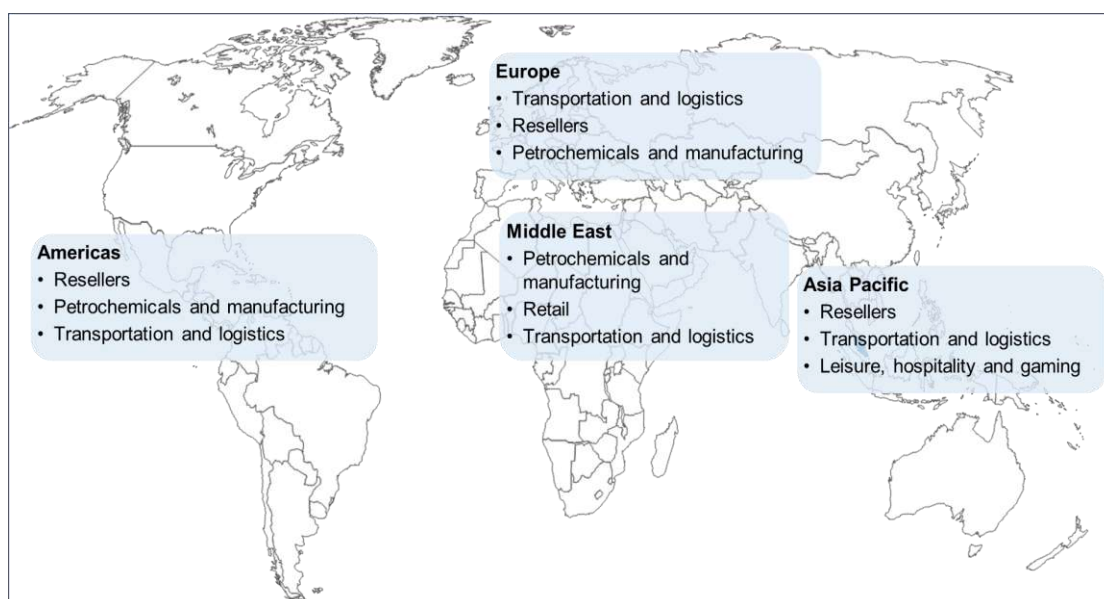 Europe
• Transportation and logistics
• Resellers
• Petrochemicals and manufacturing
Middle East
• Petrochemicals and
manufacturing
• Retail
• Transportation and logistics
Americas
• Resellers
• Petrochemicals and manufacturing
• Transportation and logistics
Asia Pacific
• Resellers
• Transportation and logistics
• Leisure, hospitality and gaming